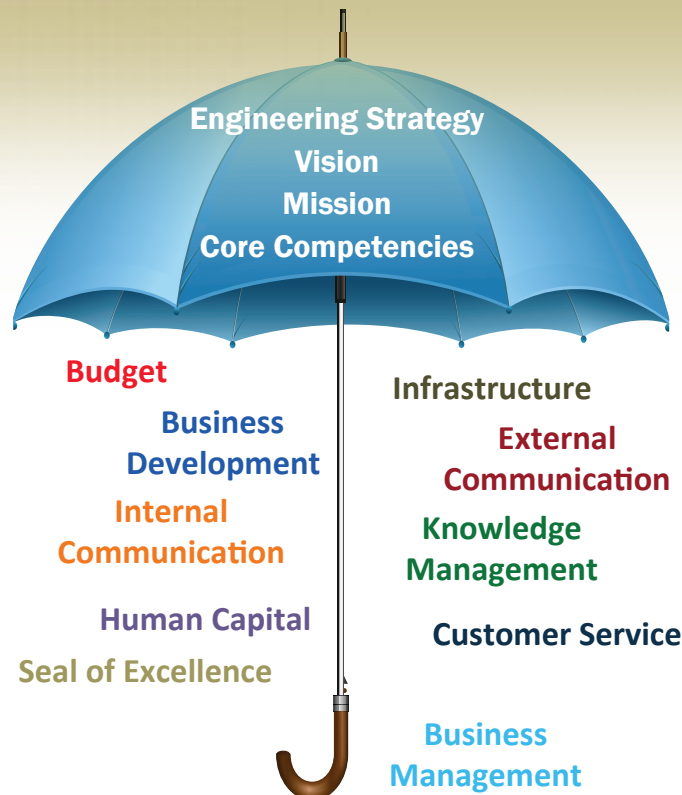 Engineering Strategy
Vision
Mission
Core Competencies
Budget
Business
Development
Internal
Communication
Human Capital
Seal of Excellence
Infrastructure
External
Communication
Knowledge
Management
Customer Service
Business
Management